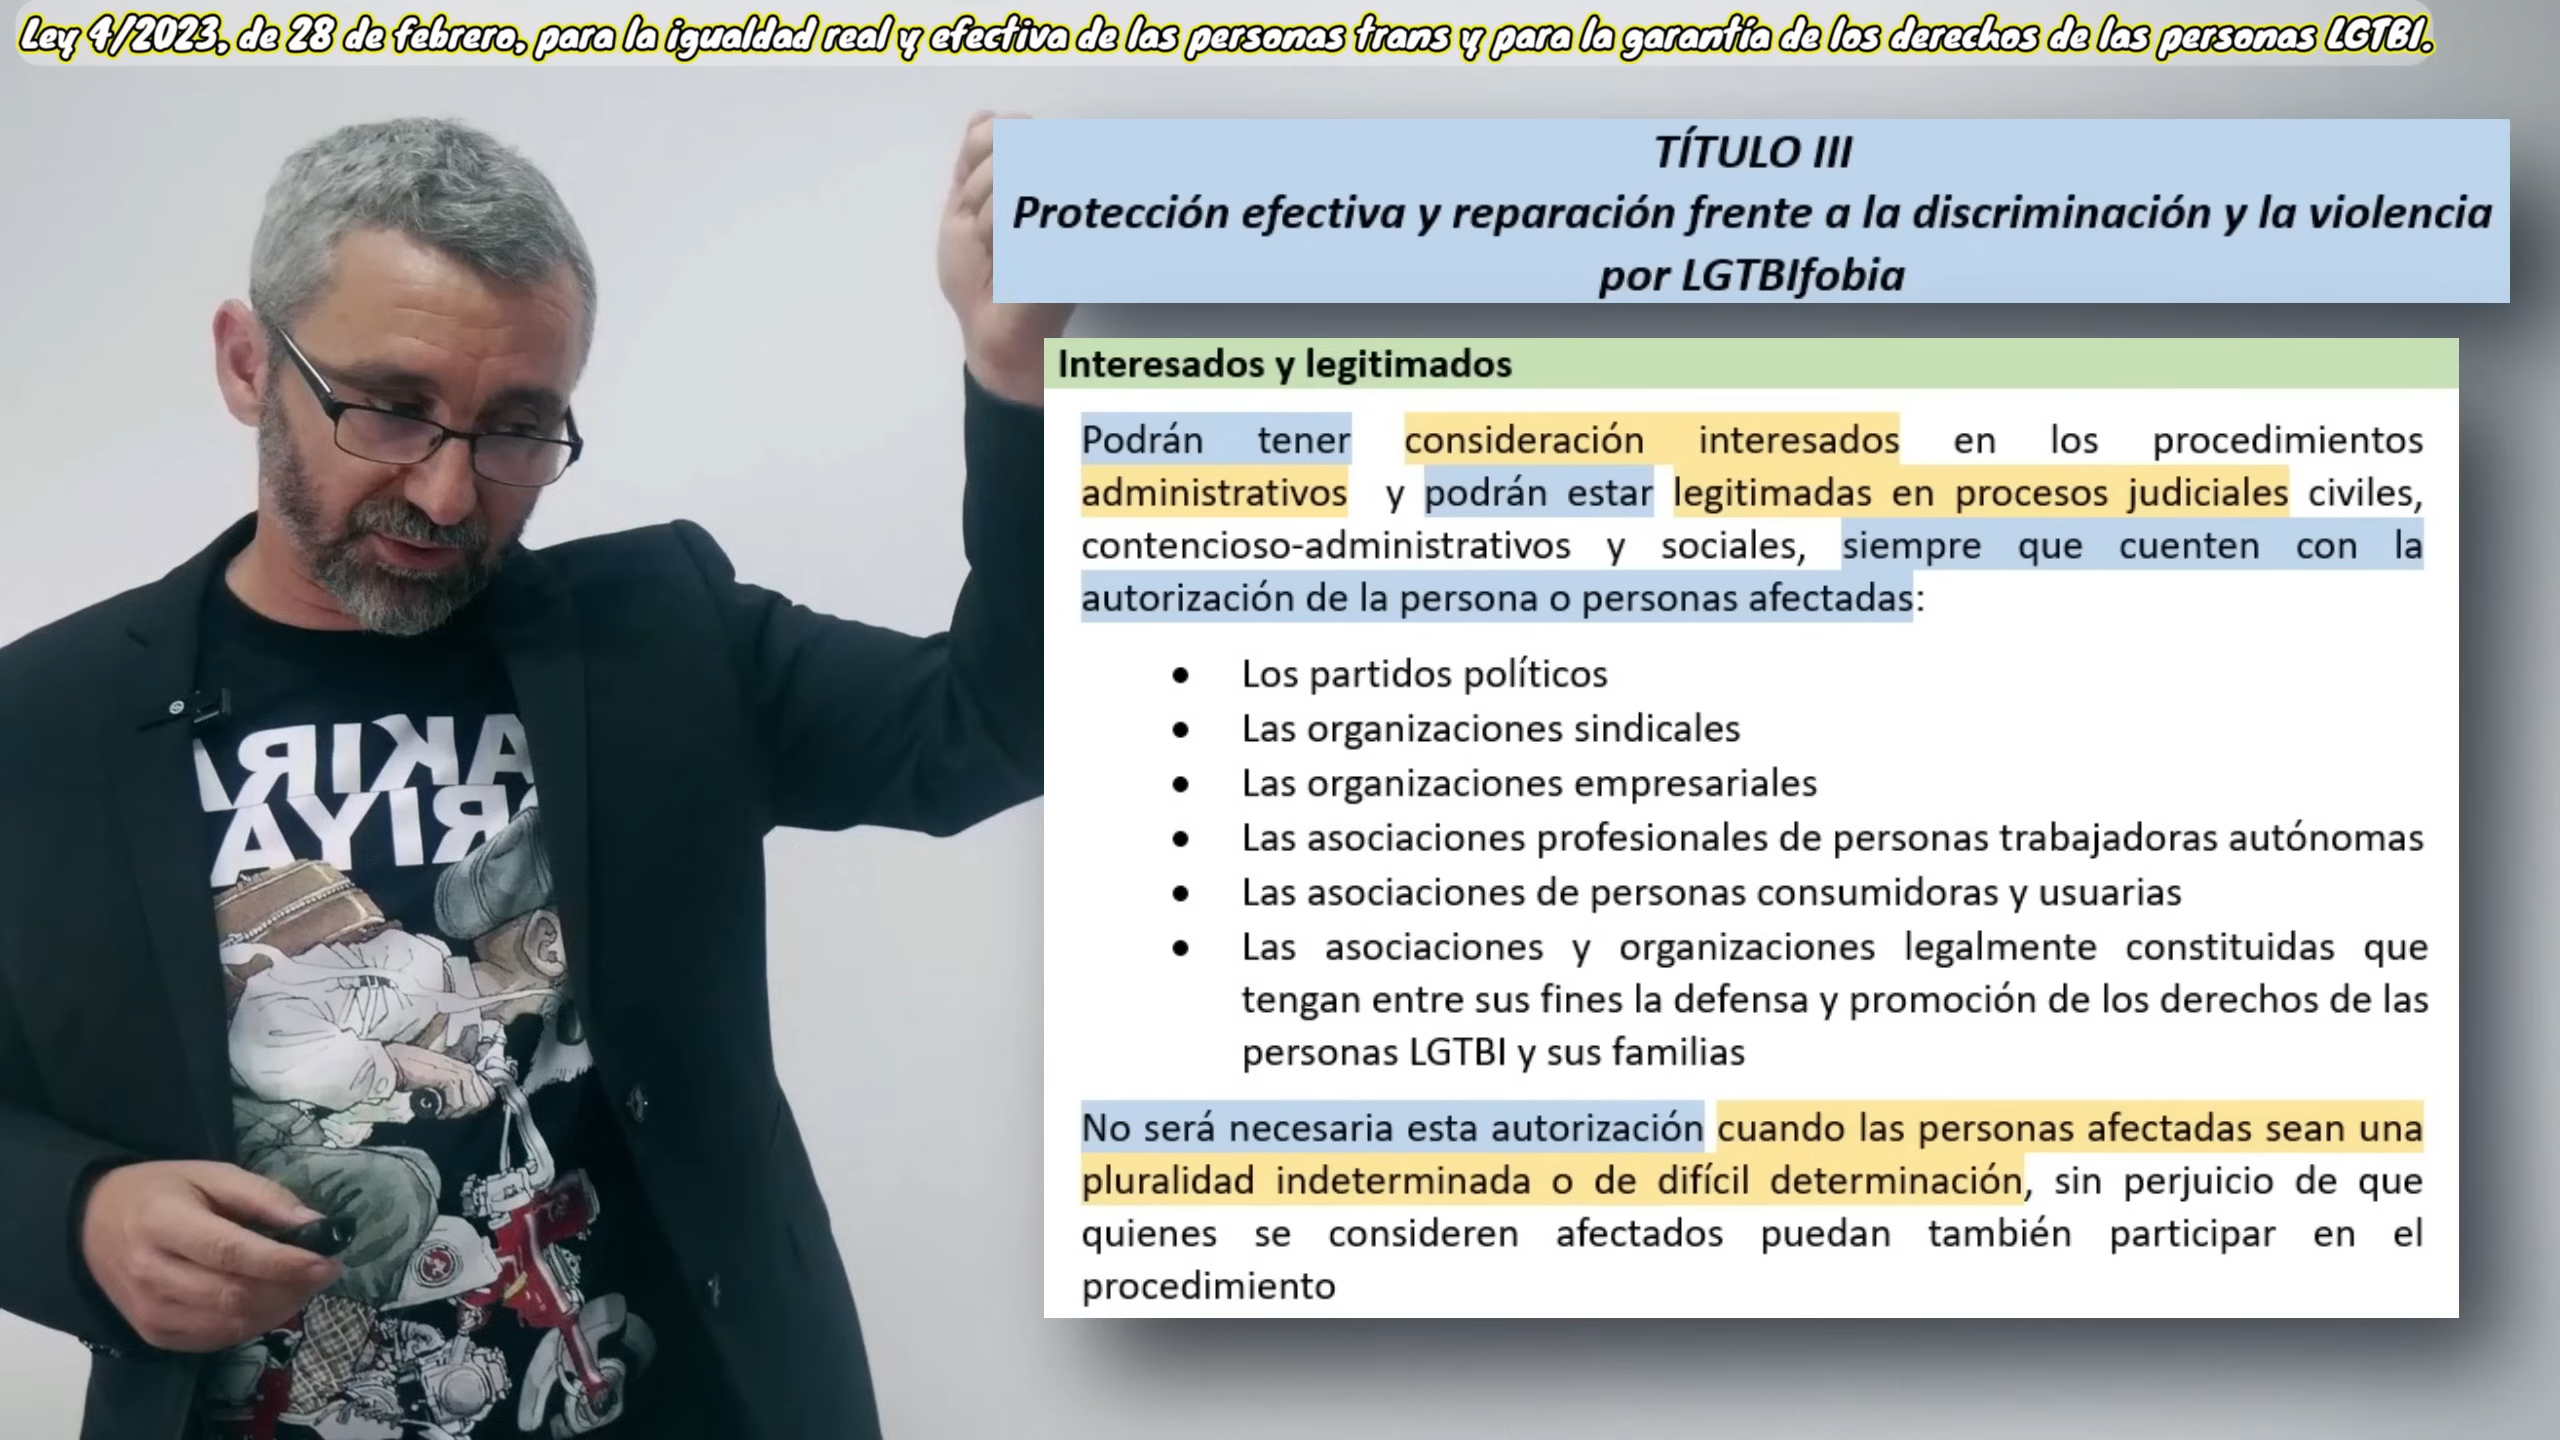 Ley 4/2023, de 28 de febrero, para la igualdad real y efectiva de las personas trans y para la garantía de los derechos de las personas LGTBI.
TÍTULO III
Protección efectiva y reparación frente a la discriminación y la violencia
por LGTBIfobia
Interesados y legitimados
Podrán tener consideración interesados en los procedimientos
administrativos y podrán estar legitimadas en procesos judiciales civiles,
contencioso-administrativos y sociales, siempre que cuenten con la
autorización de la persona o personas afectadas:
• Los partidos políticos
• Las organizaciones sindicales
• Las organizaciones empresariales
• Las asociaciones profesionales de personas trabajadoras autónomas
• Las asociaciones de personas consumidoras y usuarias
• Las asociaciones y organizaciones legalmente constituidas que
tengan entre sus fines la defensa y promoción de los derechos de las
personas LGTBI y sus familias
No será necesaria esta autorización cuando las personas afectadas sean una
pluralidad indeterminada o de difícil determinación, sin perjuicio de que
quienes se consideren afectados puedan también participar en el
procedimiento
AKIRA